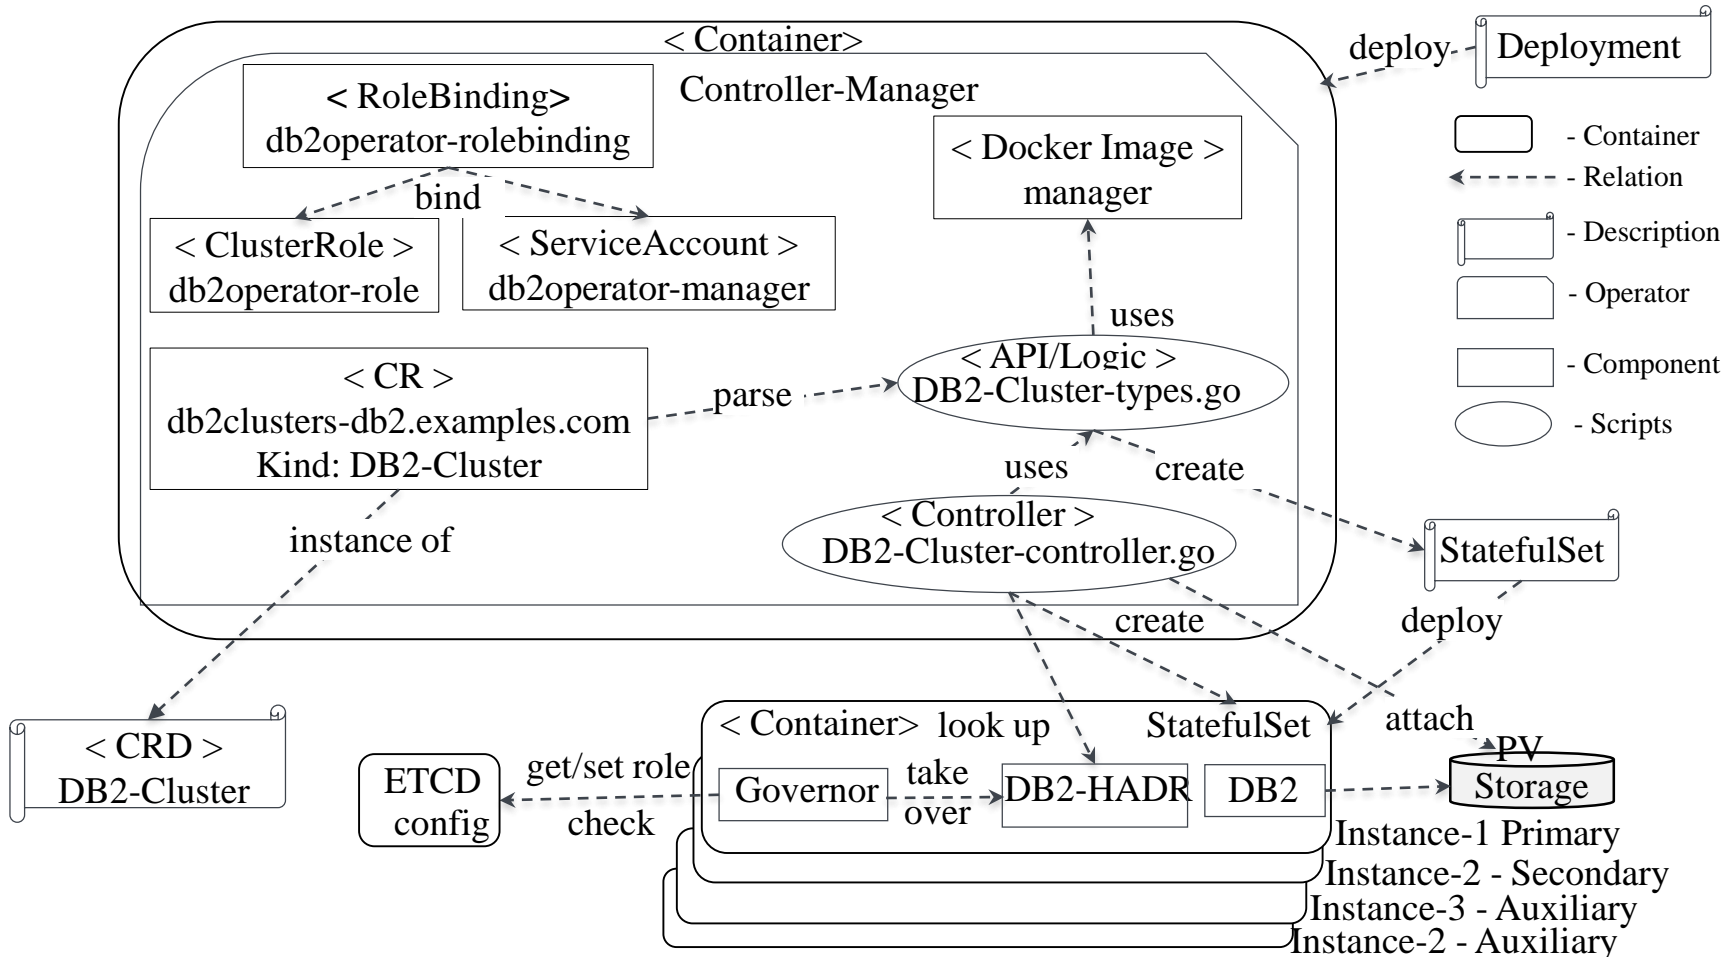 < Container>
deploy
Deployment
< RoleBinding>
db2operator-rolebinding
Controller-Manager
bind
< ClusterRole >
db2operator-role
< ServiceAccount >
db2operator-manager
< Docker Image >
manager
uses
< CR >
db2clusters-db2.examples.com
Kind: DB2-Cluster
parse
< API/Logic >
DB2-Cluster-types.go
uses
create
< Controller >
DB2-Cluster-controller.go
instance of
create
StatefulSet
deploy
attach
- Container
- Relation
- Description
- Operator
- Component
- Scripts
< CRD >
DB2-Cluster
ETCD
config
get/set role
check
< Container>
look up
StatefulSet
Governor
take
over
DB2-HADR
DB2
PV
Storage
Instance-1 Primary
Instance-2 - Secondary
Instance-3 - Auxiliary
Instance-2 - Auxiliary